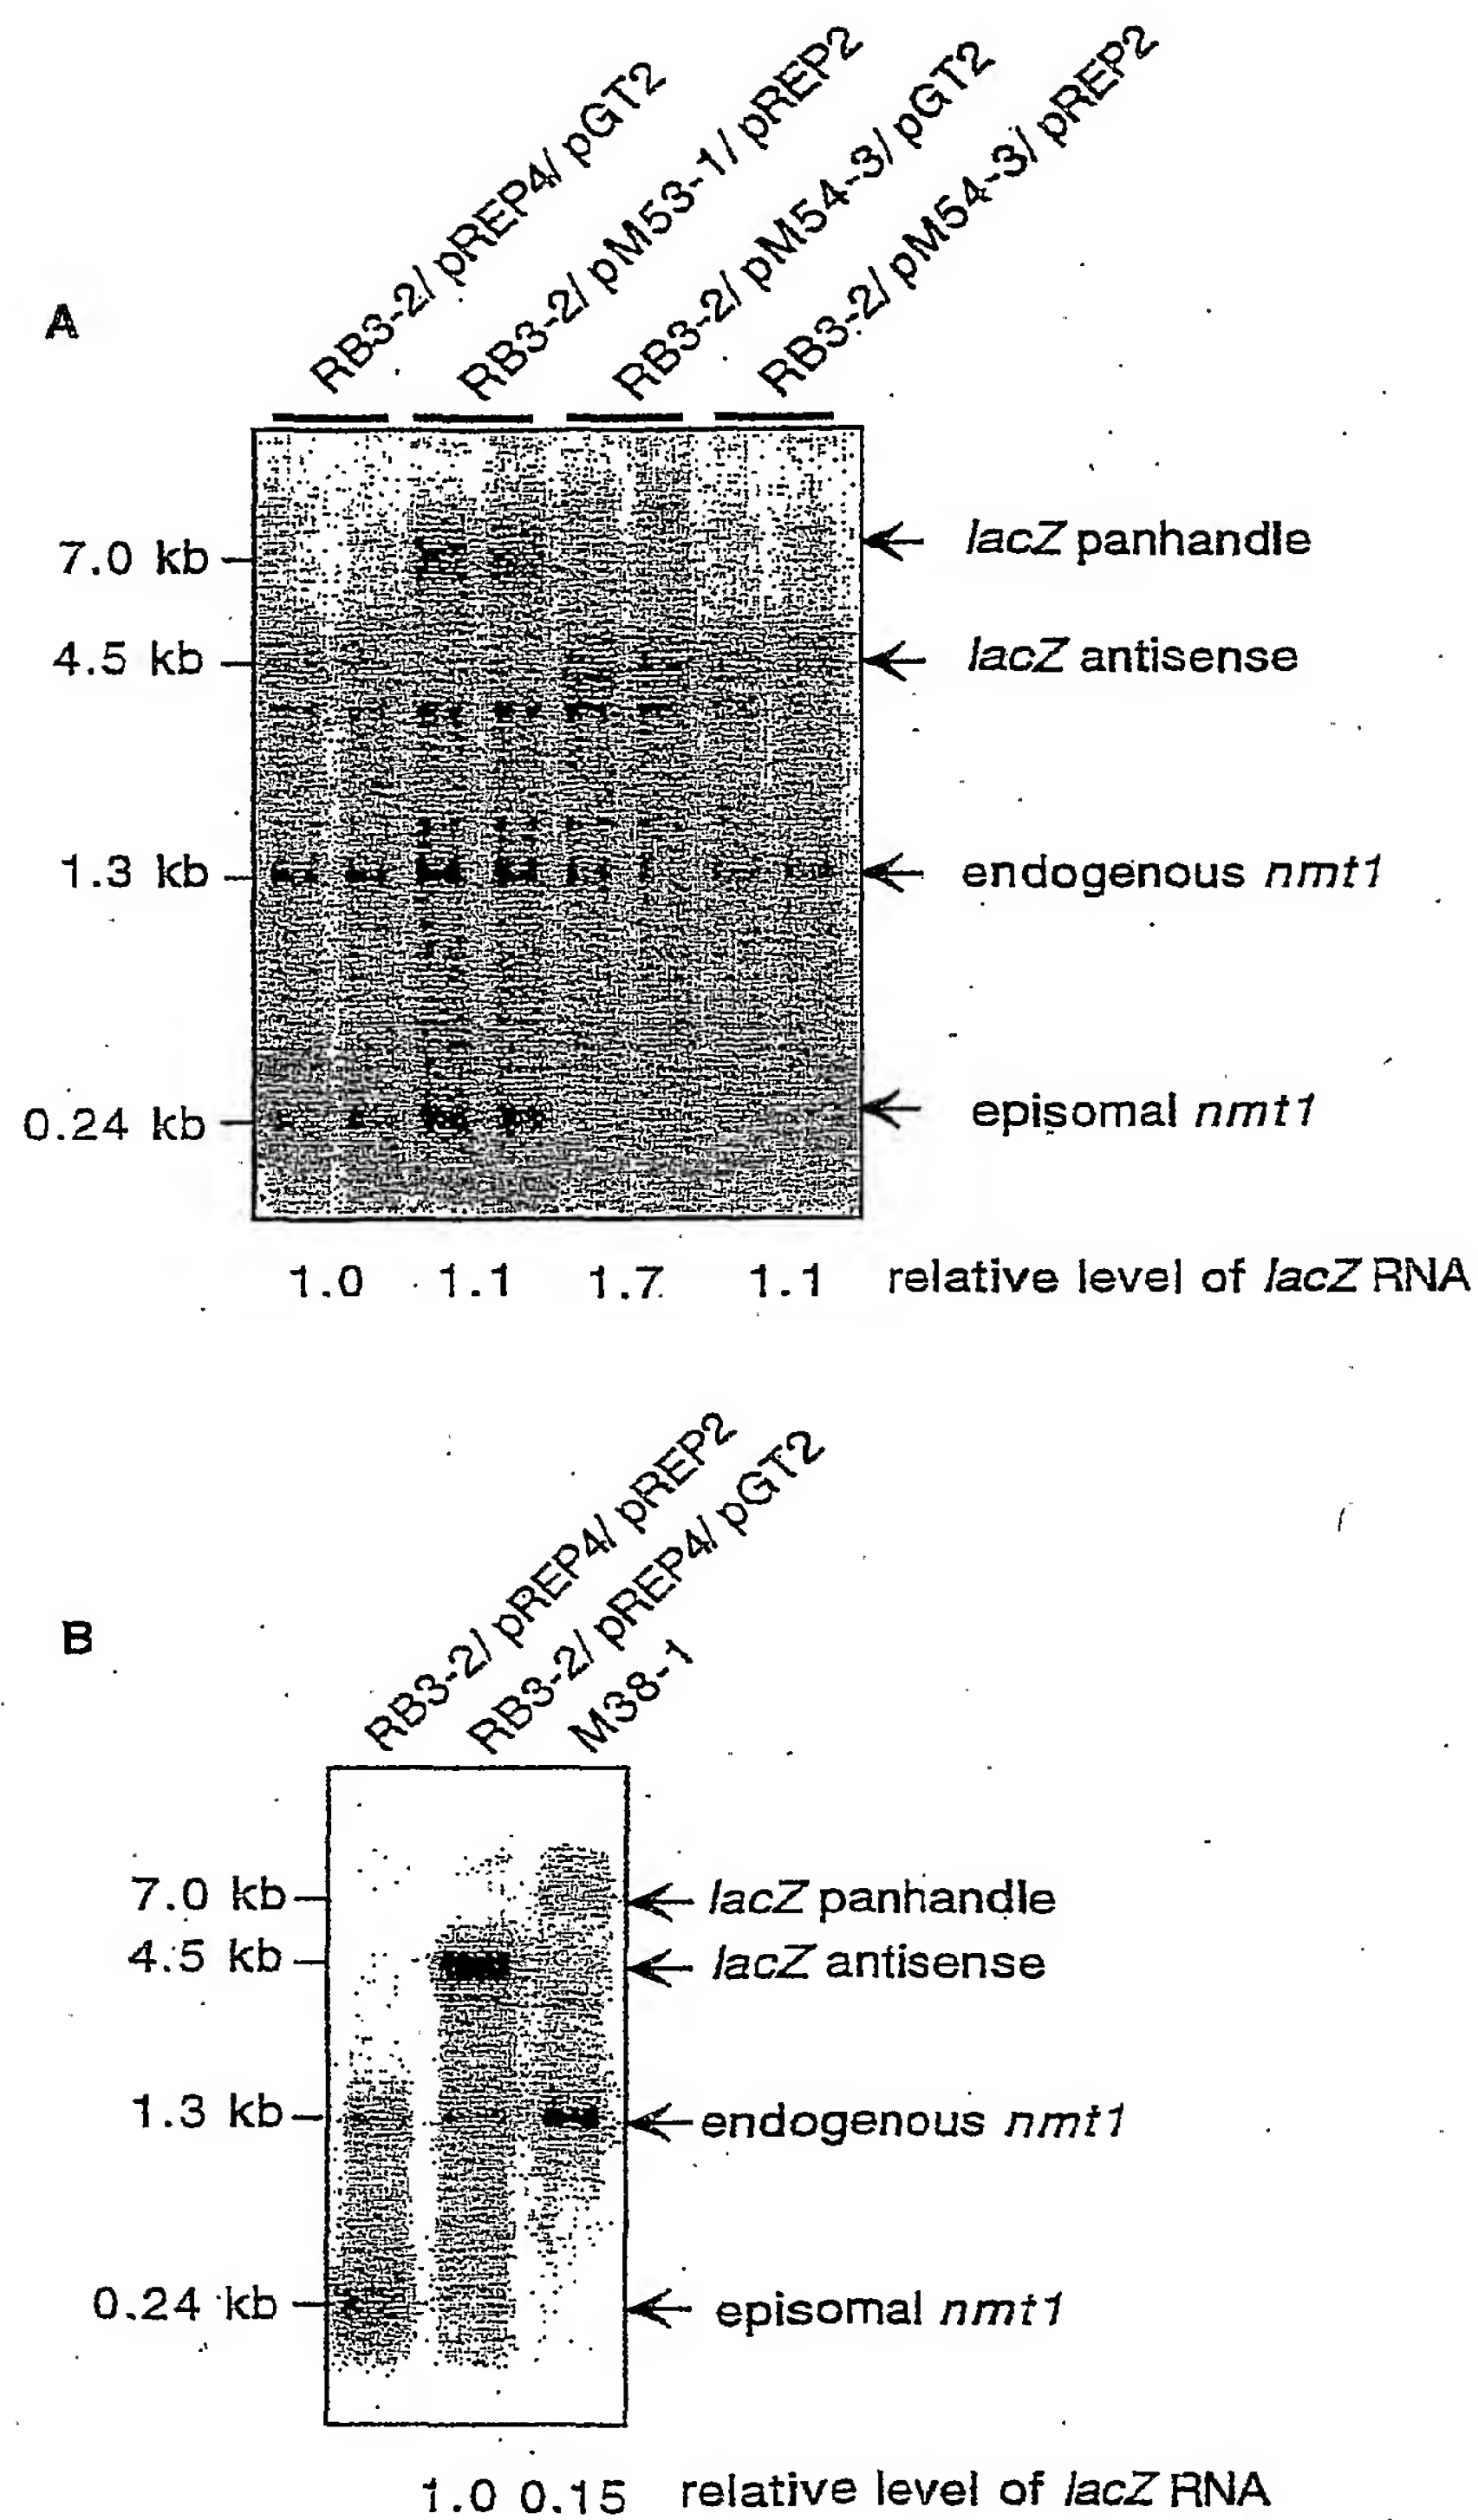 RB3-2/ pREP4/ pGT2
RB3-2/ pM53-1/ pREP2
RB3-2/ pM54-3/ pGT2
RB3-2/ pM54-3/ pREP2
A
7.0 kb
lacZ panhandle
4.5 kb
lacZ antisense
1.3 kb
endogenous nmt1
0.24 kb
episomal nmt1
1.0 1.1 1.7 1.1 relative level of lacZ RNA
RB3-2/ pREP4/ pREP2
RB3-2/ pREP4/ pGT2
M38-1
B
7.0 kb
lacZ panhandle
4.5 kb
lacZ antisense
1.3 kb
endogenous nmt1
0.24 kb
episomal nmt1
1.0 0.15 relative level of lacZ RNA